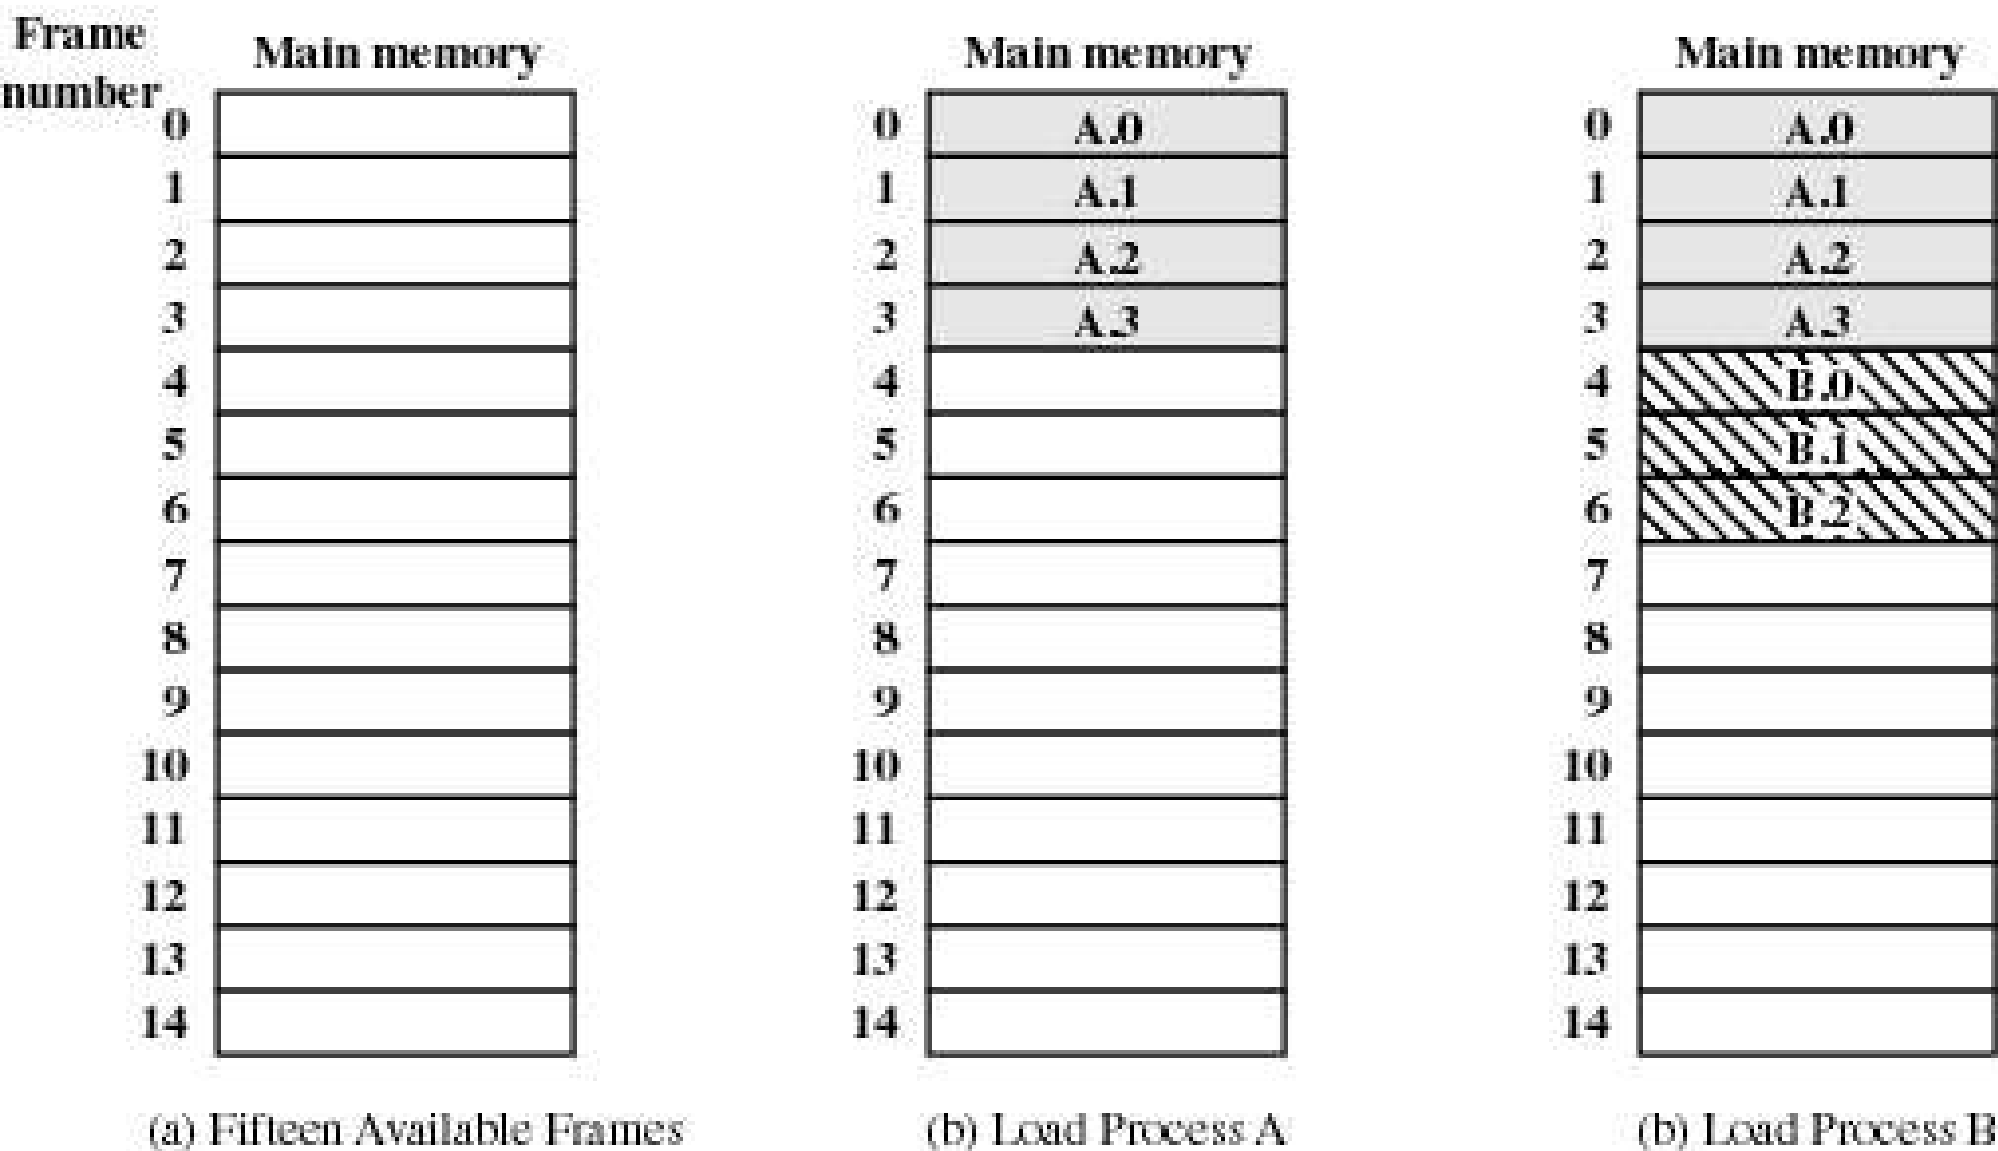 Frame
number
Main memory
0
1
2
3
4
5
6
7
8
9
10
11
12
13
14
(a) Fifteen Available Frames
Main memory
0 A.0
1 A.1
2 A.2
3 A.3
4
5
6
7
8
9
10
11
12
13
14
(b) Load Process A
Main memory
0 A.0
1 A.1
2 A.2
3 A.3
4 B.0
5 B.1
6 B.2
7
8
9
10
11
12
13
14
(b) Load Process B